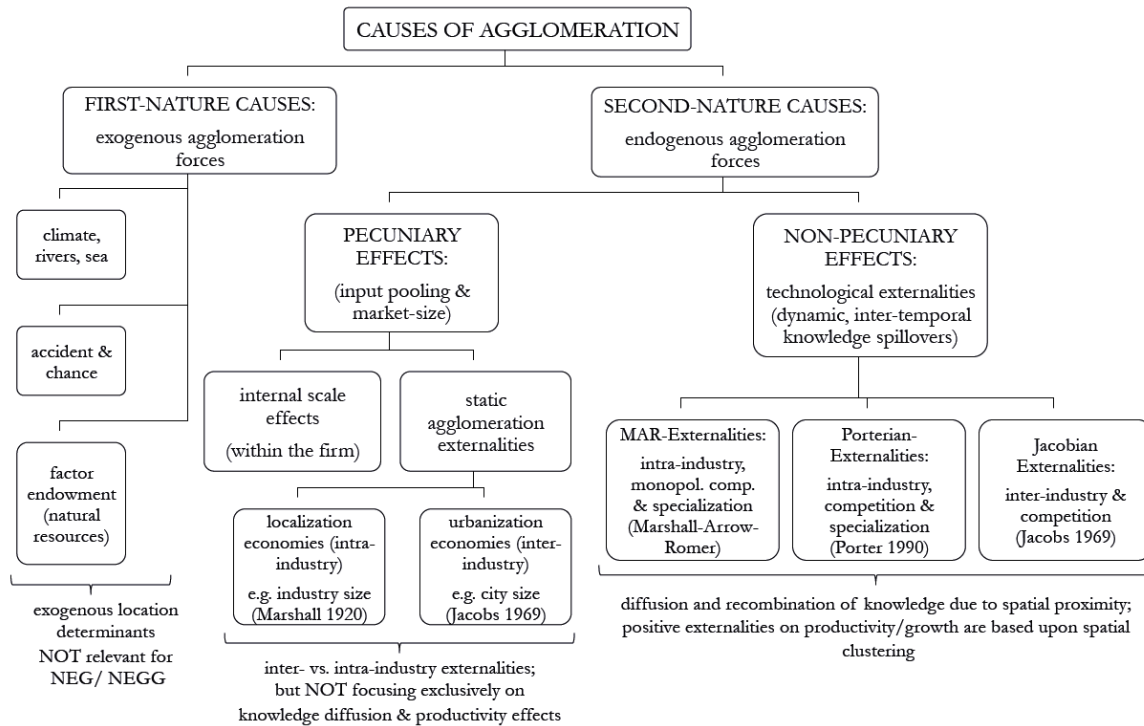 CAUSES OF AGGLOMERATION
FIRST-NATURE CAUSES:
exogenous agglomeration
forces
SECOND-NATURE CAUSES:
endogenous agglomeration
forces
climate,
rivers, sea
accident &
chance
factor
endowment
(natural
resources)
exogenous location
determinants
NOT relevant for
NEG/ NEGG
PECUNIARY
EFFECTS:
(input pooling &
market-size)
internal scale
effects
(within the firm)
static
agglomeration
externalities
localization
economies (intra-
industry)
e.g. industry size
(Marshall 1920)
urbanization
economies (inter-
industry)
e.g. city size
(Jacobs 1969)
inter- vs. intra-industry externalities;
but NOT focusing exclusively on
knowledge diffusion & productivity effects
NON-PECUNIARY
EFFECTS:
technological externalities
(dynamic, inter-temporal
knowledge spillovers)
MAR-Externalities:
intra-industry,
monopol. comp.
& specialization
(Marshall-Arrow-
Romer)
Porterian-
Externalities:
intra-industry,
competition &
specialization
(Porter 1990)
Jacobian
Externalities:
inter-industry &
competition
(Jacobs 1969)
diffusion and recombination of knowledge due to spatial proximity;
positive externalities on productivity/growth are based upon spatial
clustering